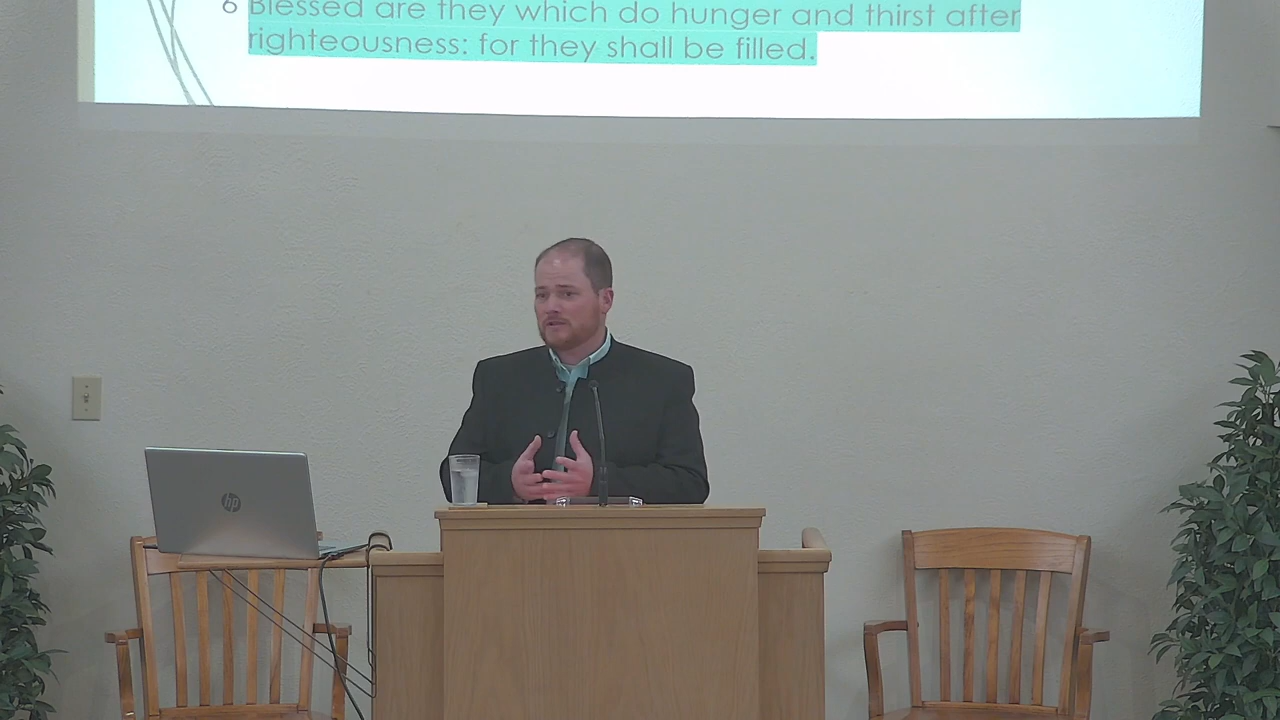 6 Blessed are they which do hunger and thirst after
righteousness: for they shall be filled.
hp